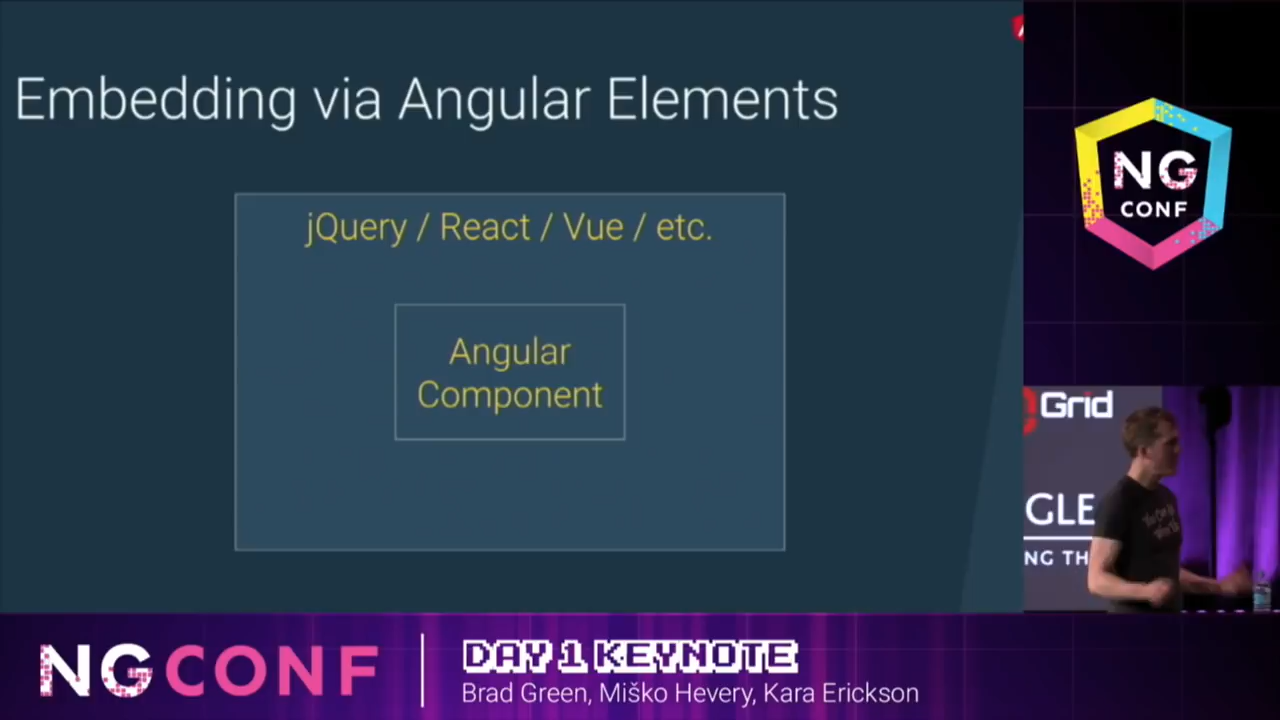 Embedding via Angular Elements
jQuery / React / Vue / etc.
Angular
Component
NG
CONF
Grid
GLE
NG TH
NGCONF
DAY 1 KEYNOTE
Brad Green, Miško Hevery, Kara Erickson